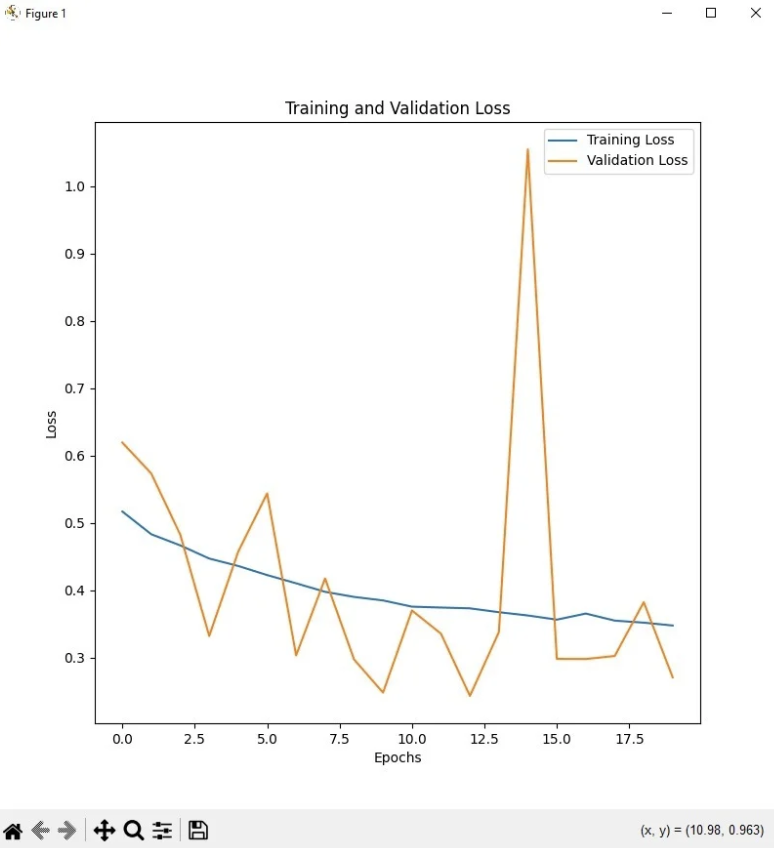 Figure 1
Training and Validation Loss
Training Loss
Validation Loss
1.0
0.9
0.8
0.7
0.6
0.5
0.4
0.3
Loss
0.0 2.5 5.0 7.5 10.0 12.5 15.0 17.5
Epochs
(x, y) = (10.98, 0.963)